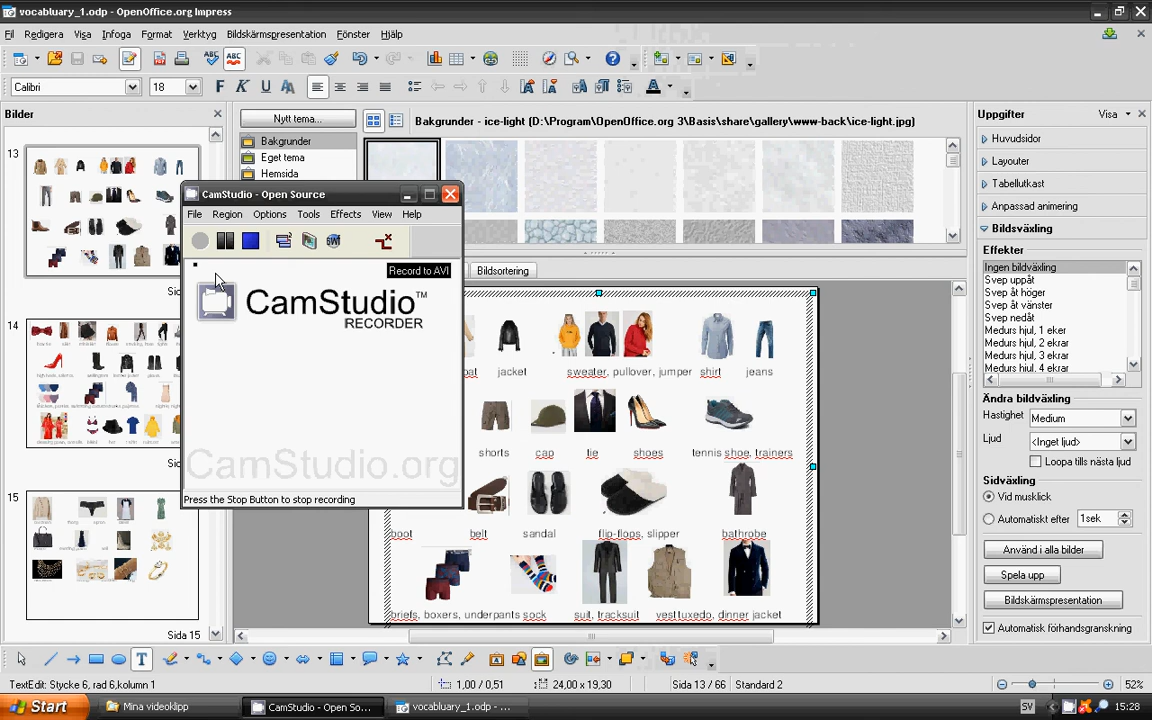 vocabluary_1.odp - OpenOffice.org Impress
Arkiv Redigera Visa Infoga Format Verktyg Bildskärmspresentation Fönster Hjälp
Calibri 18 F K U A
Bilder
Nytt tema...
Bakgrunder - ice-light (D:\Program\OpenOffice.org 3\Basis\share\gallery\www-back\ice-light.jpg)
Bakgrunder
Eget tema
Hemsida
CamStudio - Open Source
File Region Options Tools Effects View Help
Record to AVI
CamStudio™
RECORDER
CamStudio.org
Press the Stop Button to stop recording
Bildsortering
13
14
15
Sida 15
jacket sweater, pullover, jumper shirt jeans
shorts cap tie shoes tennis shoe, trainers
boot belt sandal flip-flops, slipper bathrobe
briefs, boxers, underpants sock suit, tracksuit vest tuxedo, dinner jacket
Uppgifter Visa
Huvudsidor
Layouter
Tabellutkast
Anpassad animering
Bildsväxling
Effekter
Ingen bildväxling
Svep uppåt
Svep åt höger
Svep åt vänster
Svep nedåt
Medurs hjul, 1 eker
Medurs hjul, 2 ekrar
Medurs hjul, 3 ekrar
Medurs hjul, 4 ekrar
Ändra bildväxling
Hastighet Medium
Ljud <Inget ljud>
Loopa tills nästa ljud
Sidväxling
Vid musklick
Automatiskt efter 1sek
Använd i alla bilder
Spela upp
Bildskärmspresentation
Automatisk förhandsgranskning
TextEdit: Stycke 6, rad 6,kolumn 1 1,00 / 0,51 24,00 x 19,30 Sida 13 / 66 Standard 2 52%
Start Mina videoklipp CamStudio - Open So... vocabluary_1.odp - ... SV 15:28